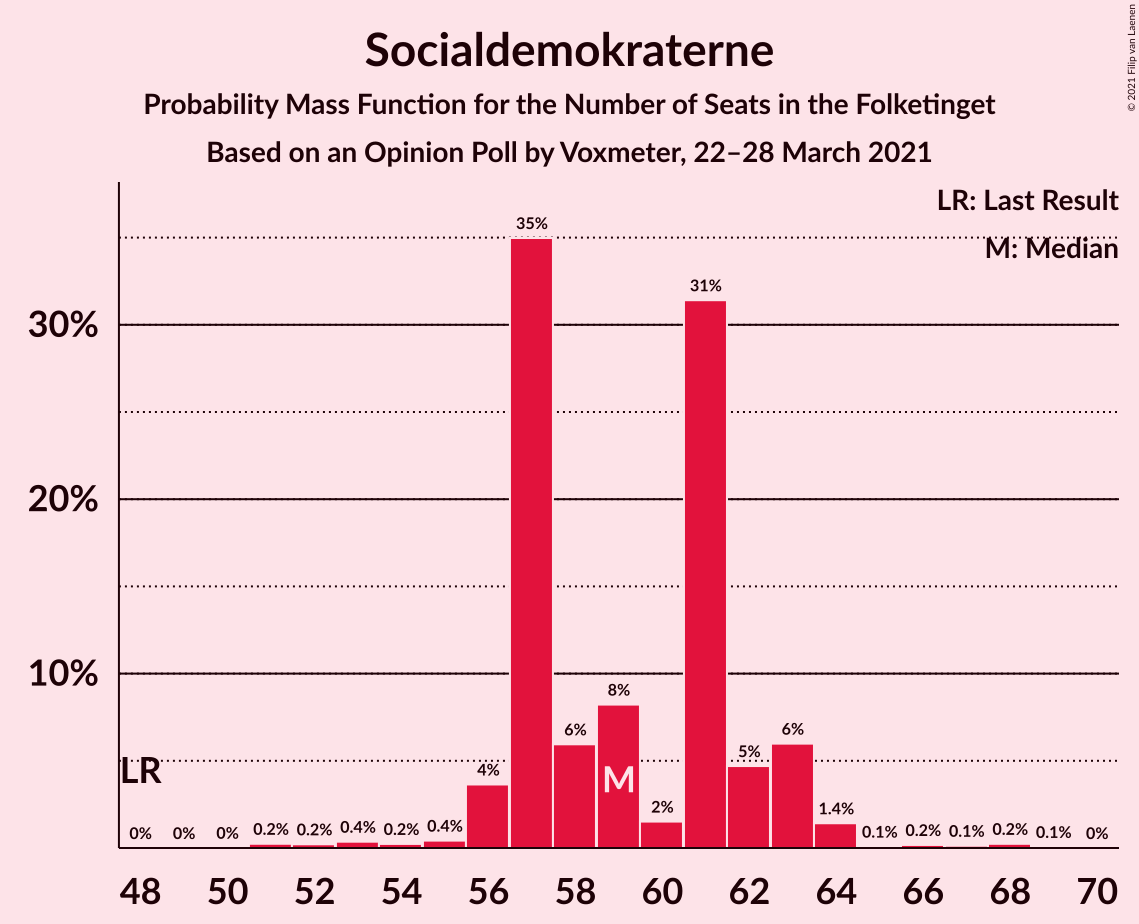 Socialdemokraterne
Probability Mass Function for the Number of Seats in the Folketinget
Based on an Opinion Poll by Voxmeter, 22–28 March 2021
© 2021 Filip van Laenen
LR: Last Result
M: Median
35%
31%
30%
20%
10%
8%
6%
6%
5%
4%
LR
M
2%
1.4%
0%
0%
0%
0.2%
0.2%
0.4%
0.2%
0.4%
0.1%
0.2%
0.1%
0.2%
0.1%
0%
48 50 52 54 56 58 60 62 64 66 68 70